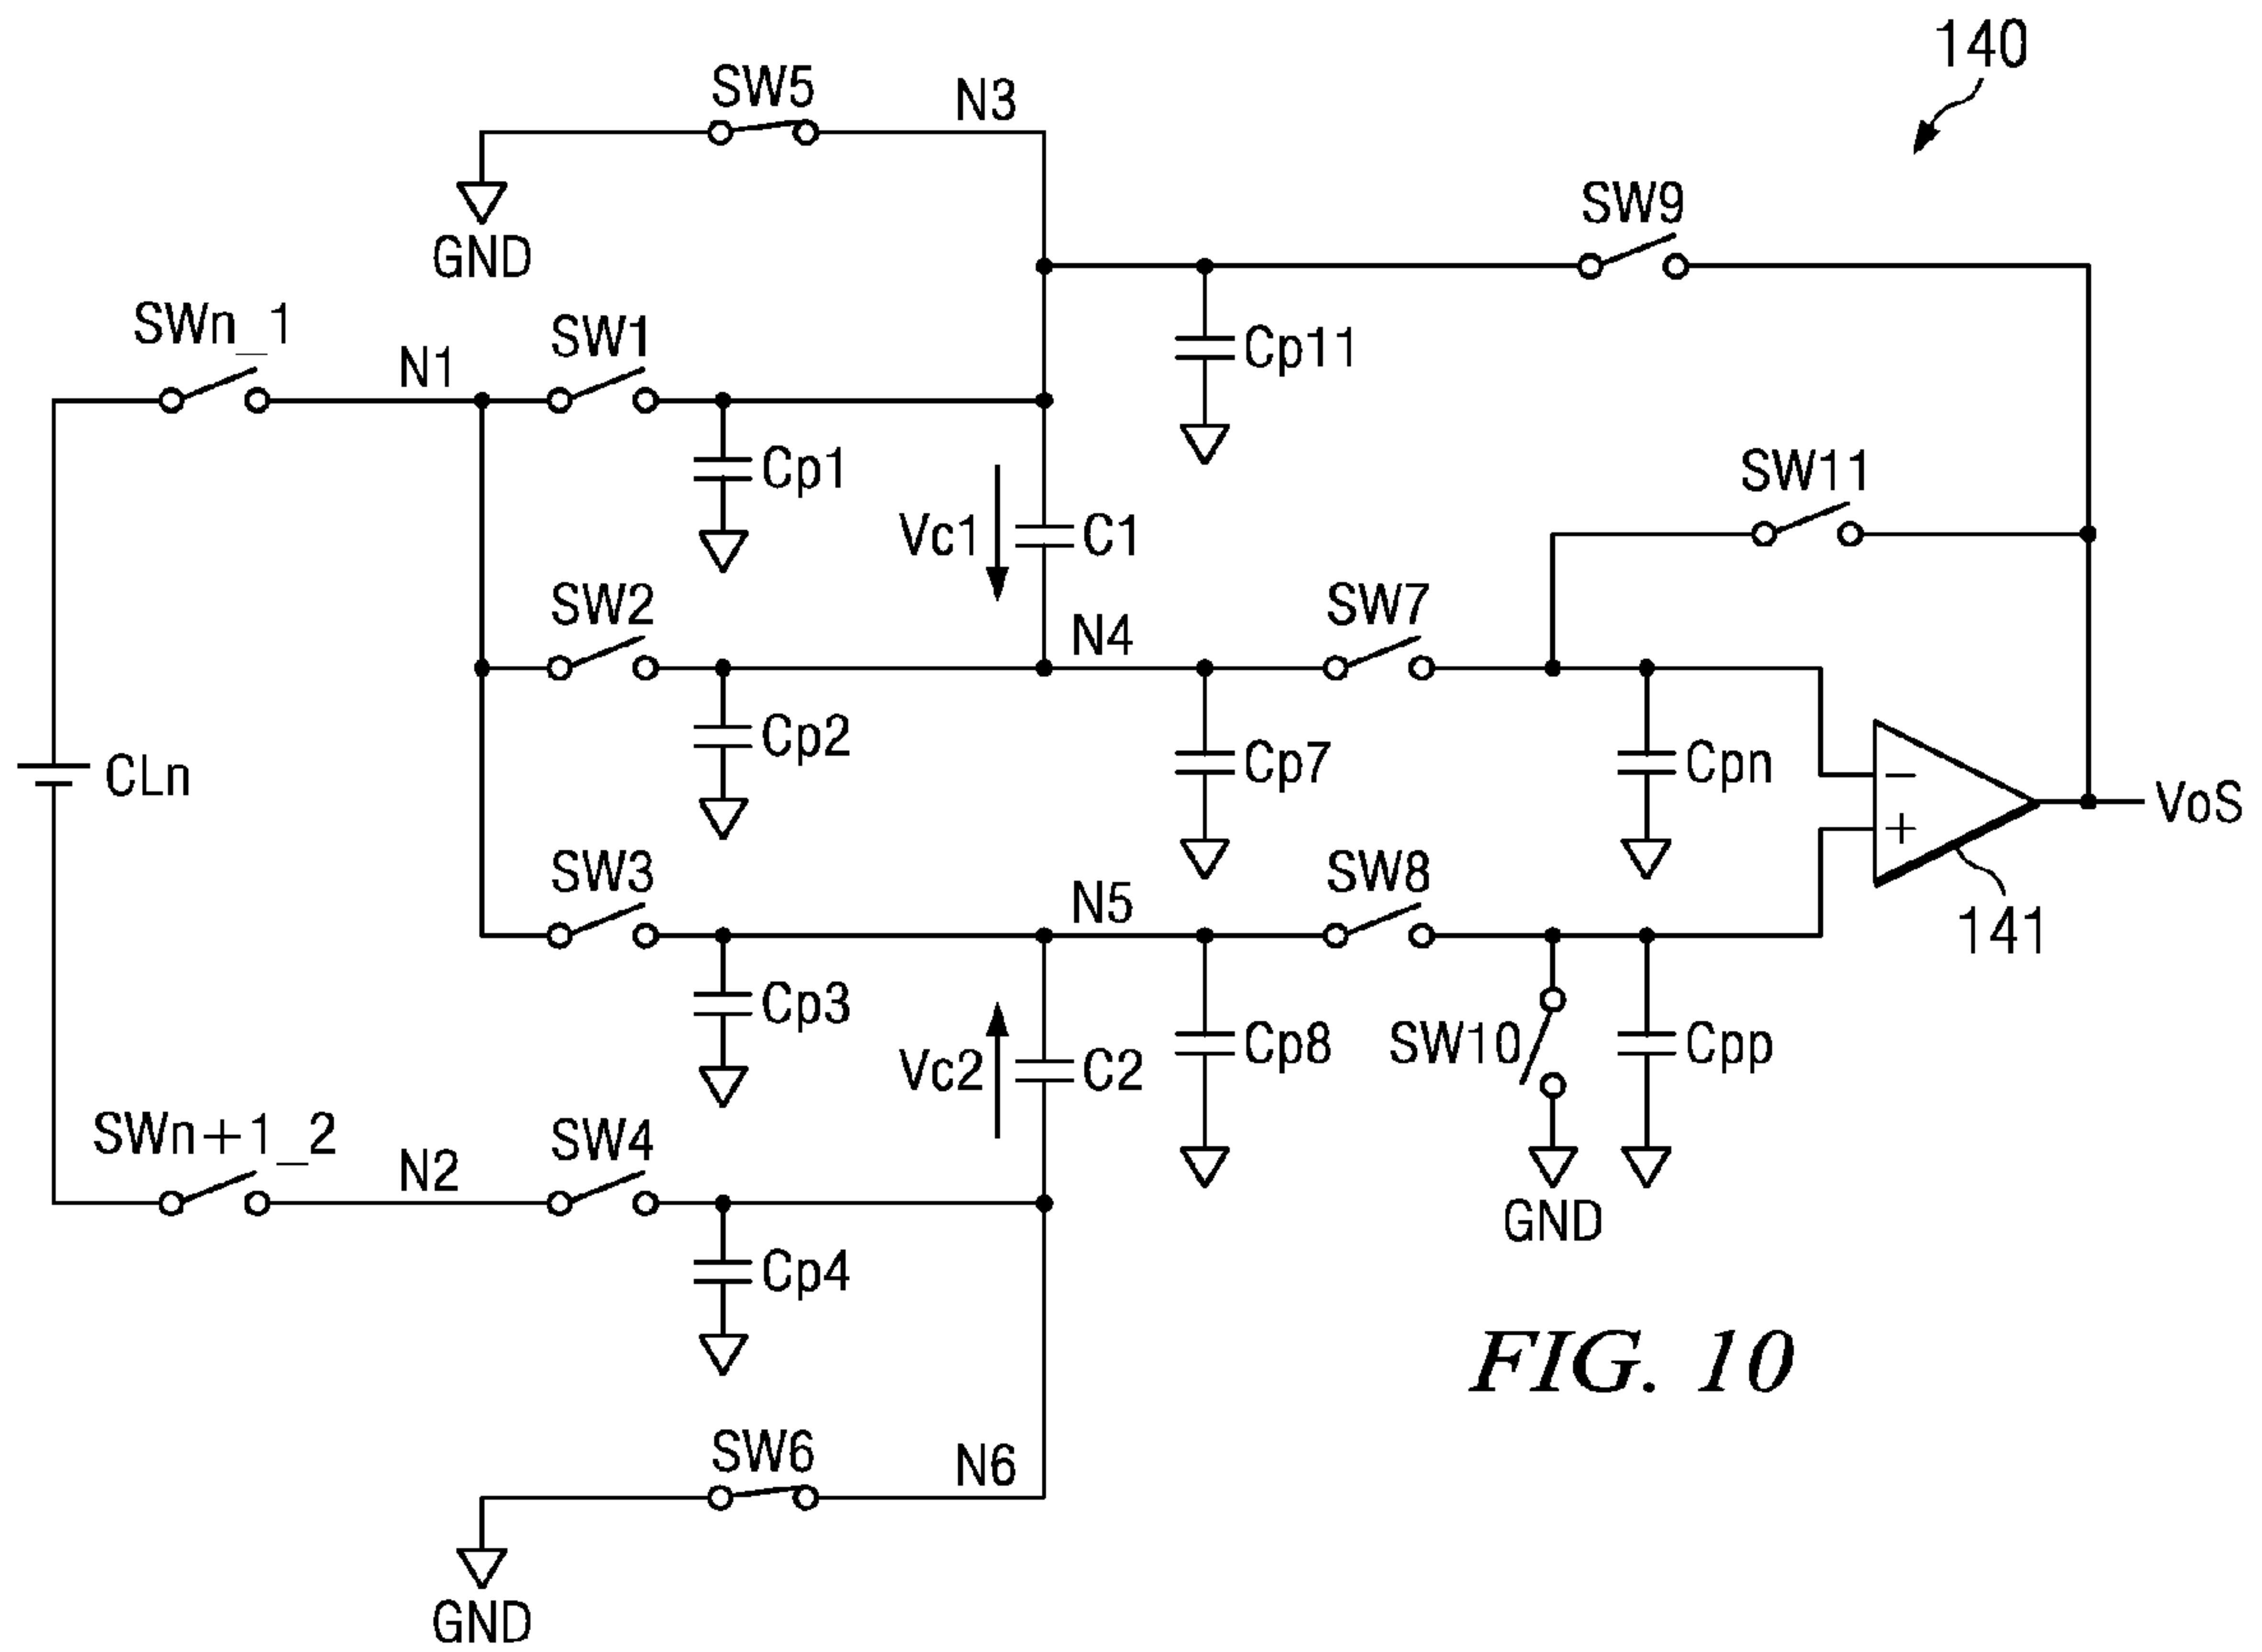 140
SW5
N3
GND
SW9
SWn_1
N1
SW1
Cp11
Cp1
SW11
Vc1
C1
SW2
N4
SW7
Cp2
Cp7
Cpn
CLn
−
+
VoS
141
SW3
N5
SW8
Cp3
Cp8
SW10
Cpp
Vc2
C2
SWn+1_2
N2
SW4
GND
Cp4
FIG. 10
SW6
N6
GND